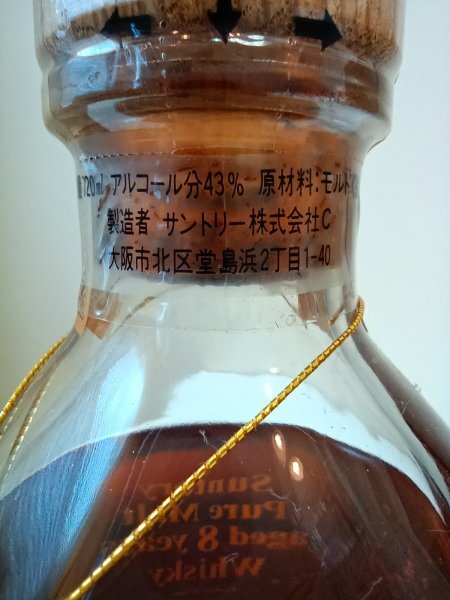 720ml アルコール分43% 原材料:モルト
製造者 サントリー株式会社C
大阪市北区堂島浜2丁目1-40
Suntory
Pure Malt
aged 8 years
Whisky